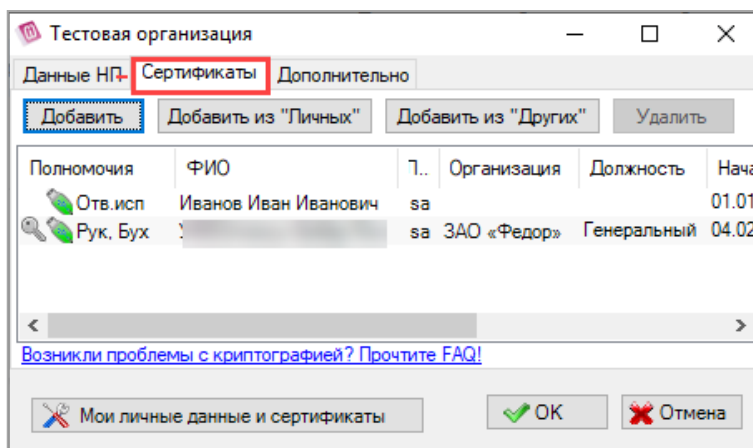 Тестовая организация
Данные НП Сертификаты Дополнительно
Добавить Добавить из "Личных" Добавить из "Других" Удалить
Полномочия ФИО Организация Должность
Отв.исп Иванов Иван Иванович sa 01.01
Рук, Бух sa ЗАО «Федор» Генеральный 04.02
Возникли проблемы с криптографией? Прочтите FAQ!
Мои личные данные и сертификаты OK Отмена